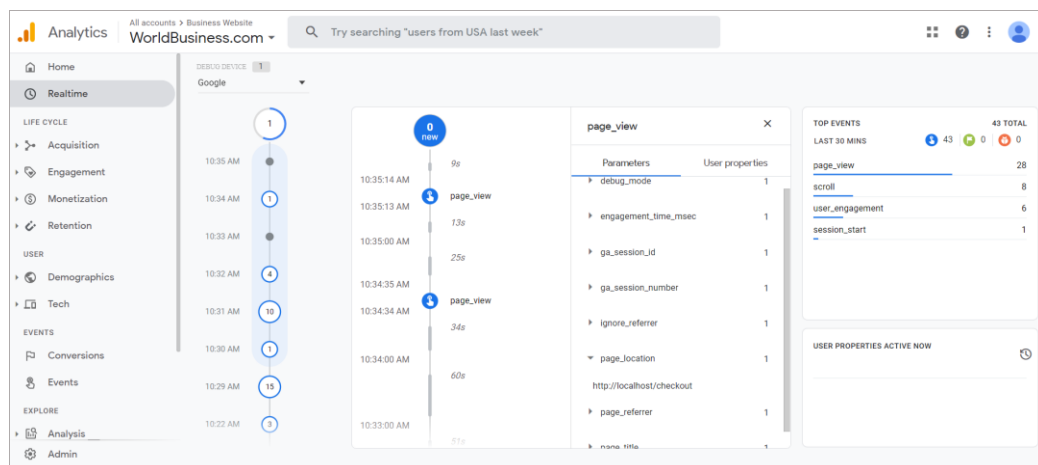 Analytics
All accounts > Business Website
WorldBusiness.com
Try searching "users from USA last week"
Home
Realtime
LIFE CYCLE
Acquisition
Engagement
Monetization
Retention
USER
Demographics
Tech
EVENTS
Conversions
Events
EXPLORE
Analysis
Admin
DEBUG DEVICE 1
Google
1
10:35 AM
10:34 AM 1
10:33 AM
10:32 AM 4
10:31 AM 10
10:30 AM 1
10:29 AM 15
10:22 AM 3
0
new
9s
10:35:14 AM
page_view
10:35:13 AM
13s
10:35:00 AM
25s
10:34:35 AM
page_view
10:34:34 AM
34s
10:34:00 AM
60s
10:33:00 AM
51s
page_view
Parameters User properties
debug_mode 1
engagement_time_msec 1
ga_session_id 1
ga_session_number 1
ignore_referrer 1
page_location 1
http://localhost/checkout
page_referrer 1
page_title 1
TOP EVENTS 43 TOTAL
LAST 30 MINS 43 0 0
page_view 28
scroll 8
user_engagement 6
session_start 1
USER PROPERTIES ACTIVE NOW